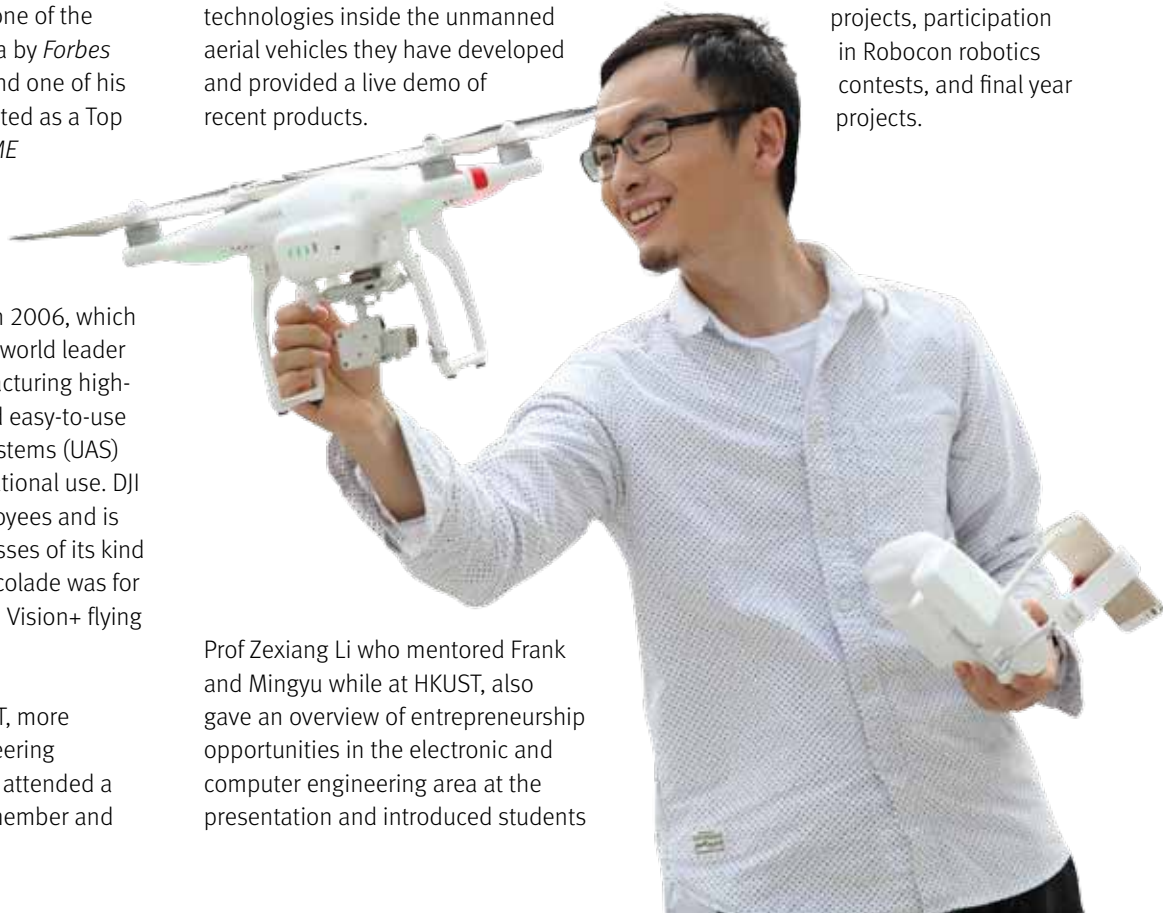 one of the
a by Forbes
nd one of his
ted as a Top
ME
n 2006, which
world leader
acturing high-
d easy-to-use
stems (UAS)
ational use. DJI
oyees and is
sses of its kind
colade was for
Vision+ flying
T, more
eering
attended a
member and
technologies inside the unmanned
aerial vehicles they have developed
and provided a live demo of
recent products.
Prof Zexiang Li who mentored Frank
and Mingyu while at HKUST, also
gave an overview of entrepreneurship
opportunities in the electronic and
computer engineering area at the
presentation and introduced students
projects, participation
in Robocon robotics
contests, and final year
projects.